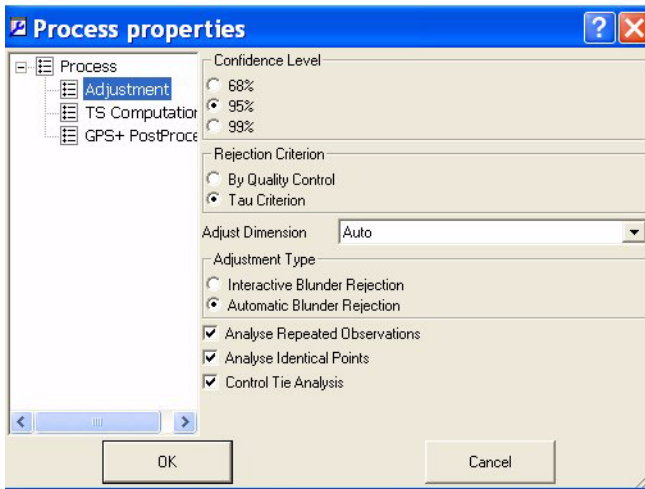 Process properties
Process
Adjustment
TS Computation
GPS+ PostProce
Confidence Level
68%
95%
99%
Rejection Criterion
By Quality Control
Tau Criterion
Adjust Dimension Auto
Adjustment Type
Interactive Blunder Rejection
Automatic Blunder Rejection
Analyse Repeated Observations
Analyse Identical Points
Control Tie Analysis
OK Cancel